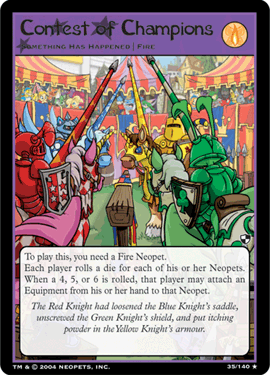 Contest of Champions
Something Has Happened | Fire
To play this, you need a Fire Neopet.
Each player rolls a die for each of his or her Neopets.
When a 4, 5, or 6 is rolled, that player may attach an
Equipment from his or her hand to that Neopet.
The Red Knight had loosened the Blue Knight's saddle,
unscrewed the Green Knight's shield, and put itching
powder in the Yellow Knight's armour.
TM & © 2004 NEOPETS, INC.
35/140 ★